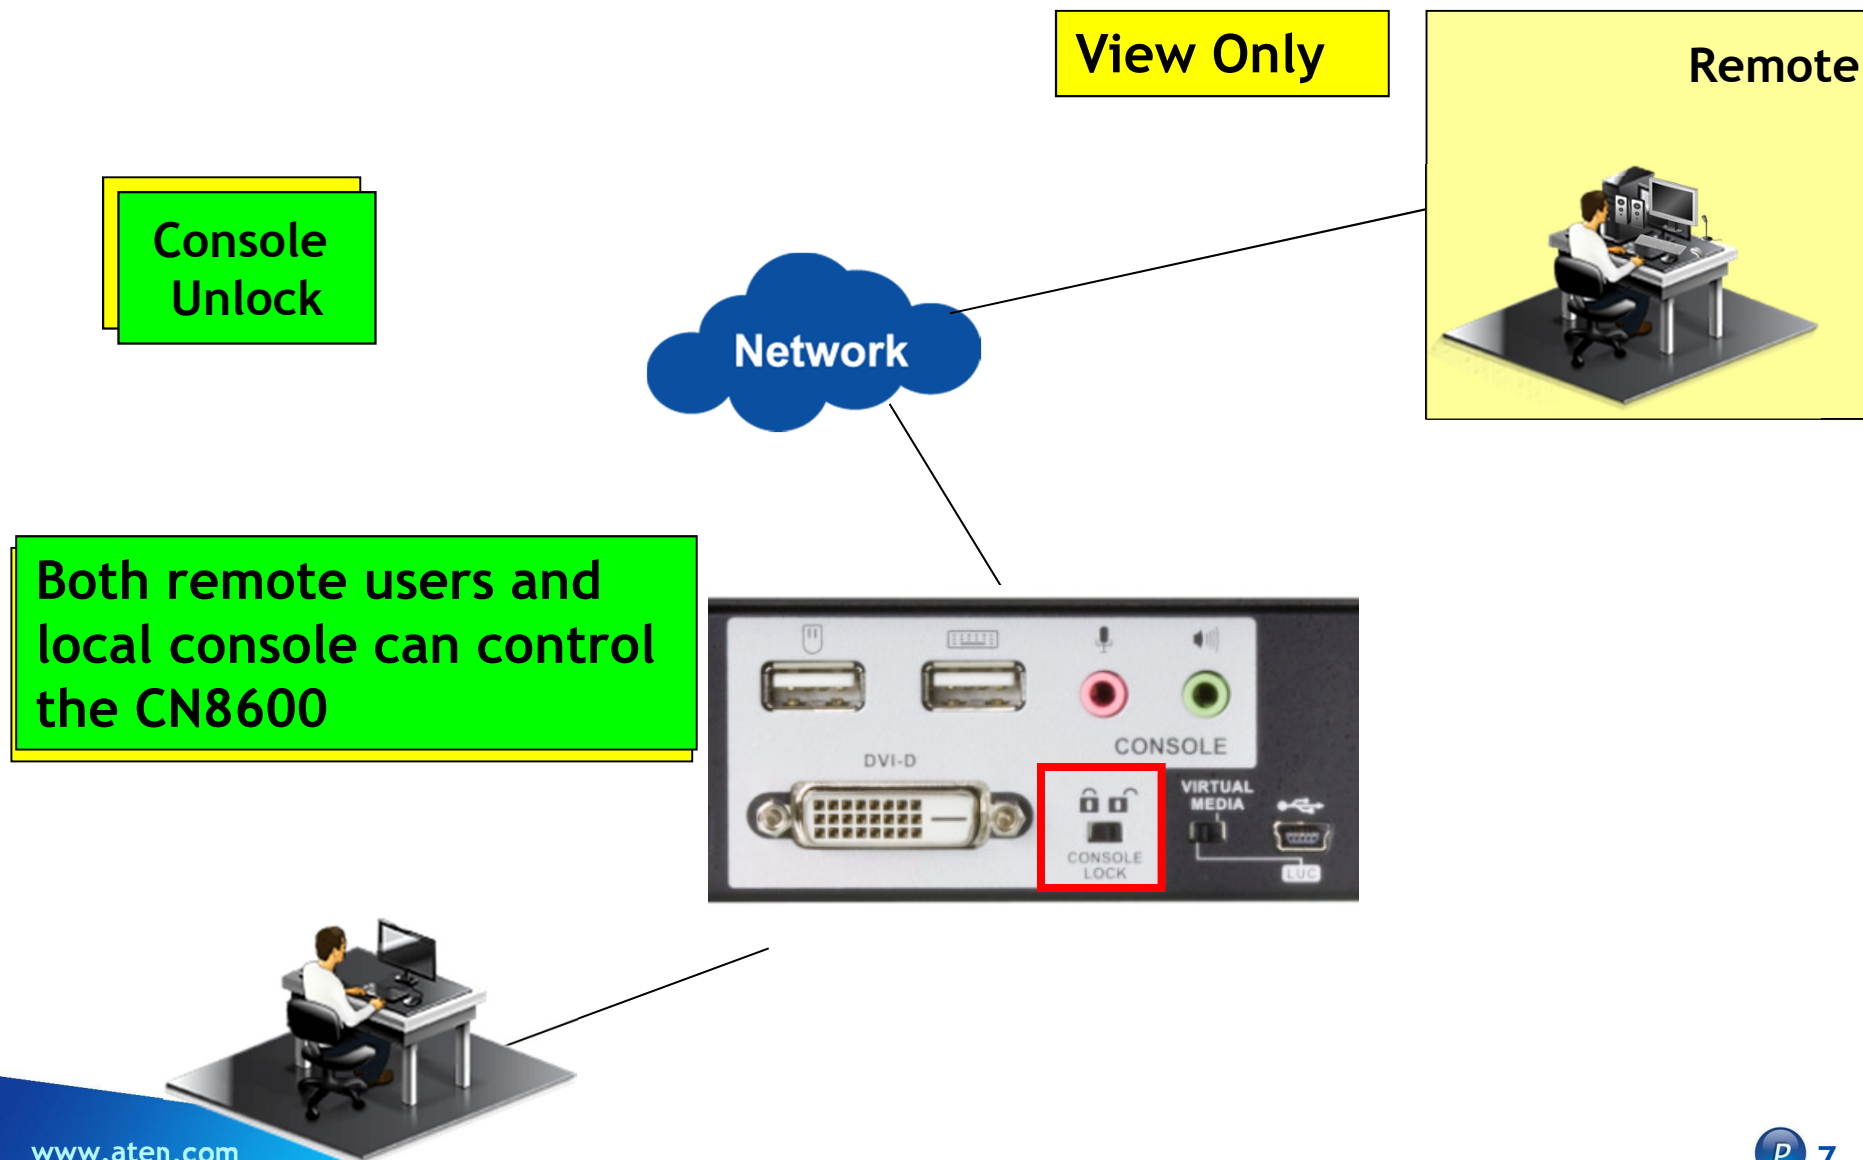 View Only
Remote
Console
Unlock
Network
Both remote users and
local console can control
the CN8600
CONSOLE
DVI-D
VIRTUAL
MEDIA
CONSOLE
LOCK
LUC
www.aten.com
P 7